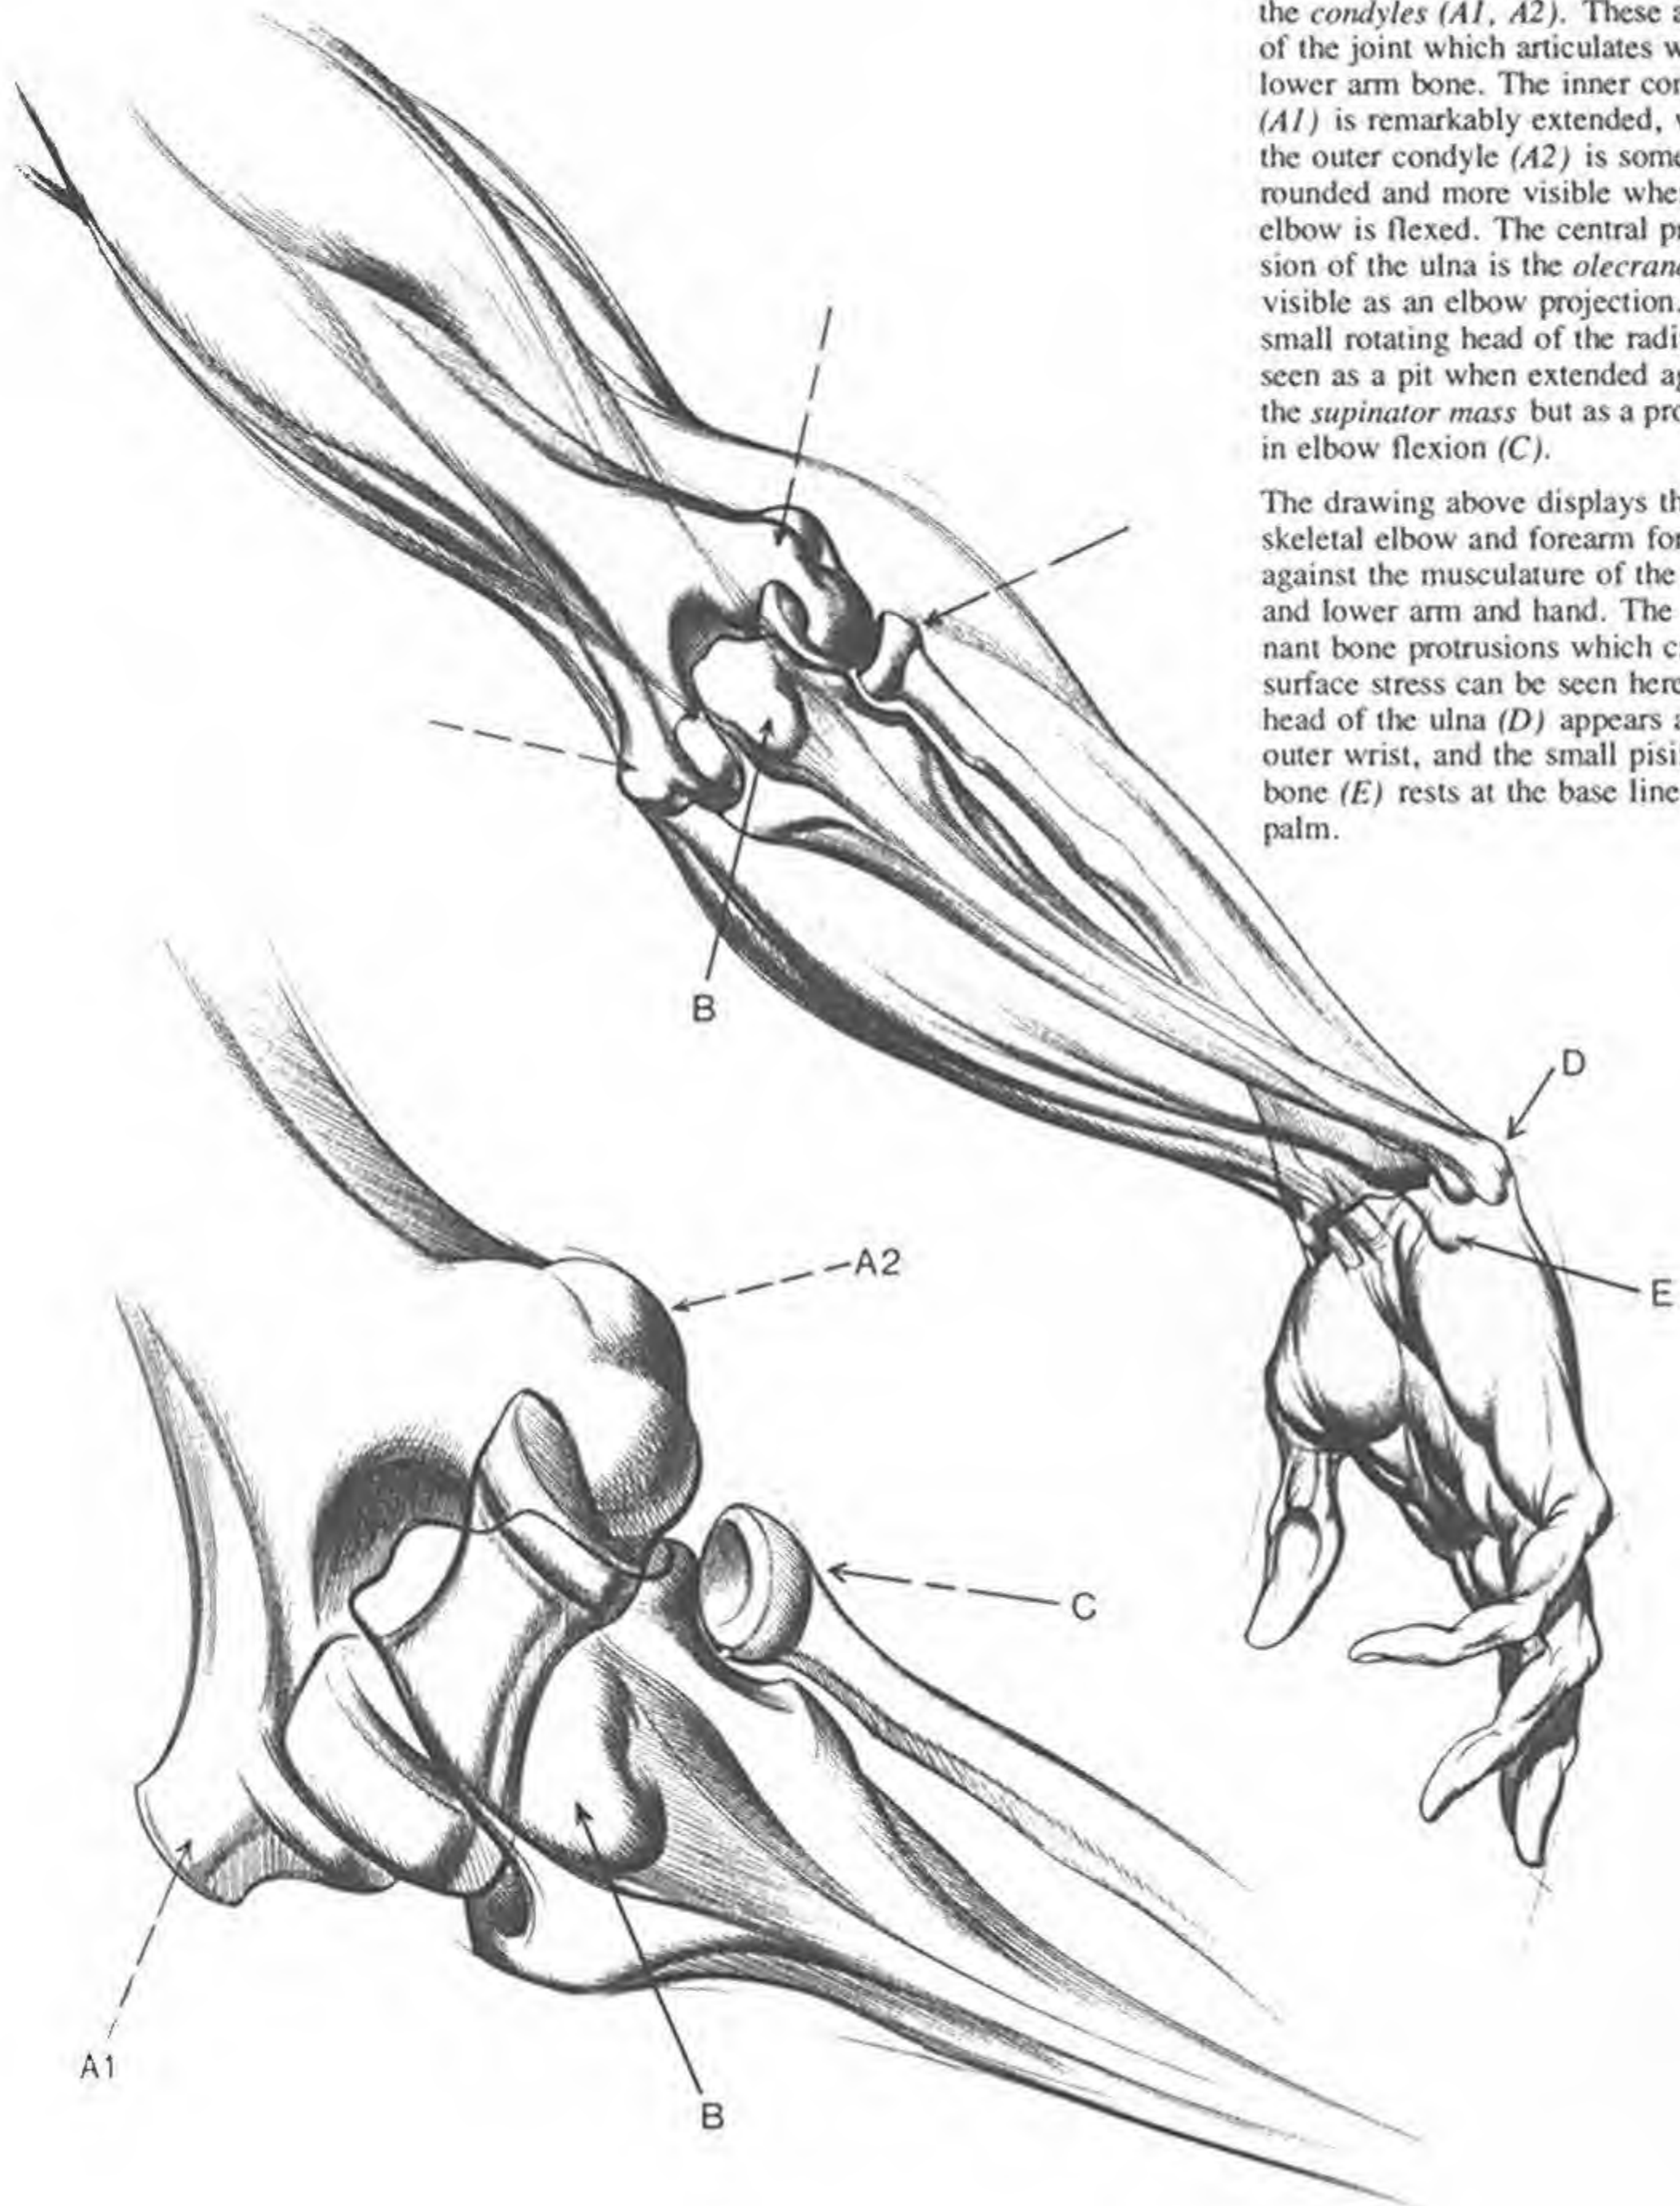 the condyles (A1, A2). These a
of the joint which articulates w
lower arm bone. The inner con
(A1) is remarkably extended, w
the outer condyle (A2) is some
rounded and more visible whe
elbow is flexed. The central pr
sion of the ulna is the olecran
visible as an elbow projection.
small rotating head of the radi
seen as a pit when extended ag
the supinator mass but as a pro
in elbow flexion (C).
The drawing above displays th
skeletal elbow and forearm for
against the musculature of the
and lower arm and hand. The
nant bone protrusions which c
surface stress can be seen here
head of the ulna (D) appears a
outer wrist, and the small pisi
bone (E) rests at the base line
palm.
B
D
E
A2
C
A1
B